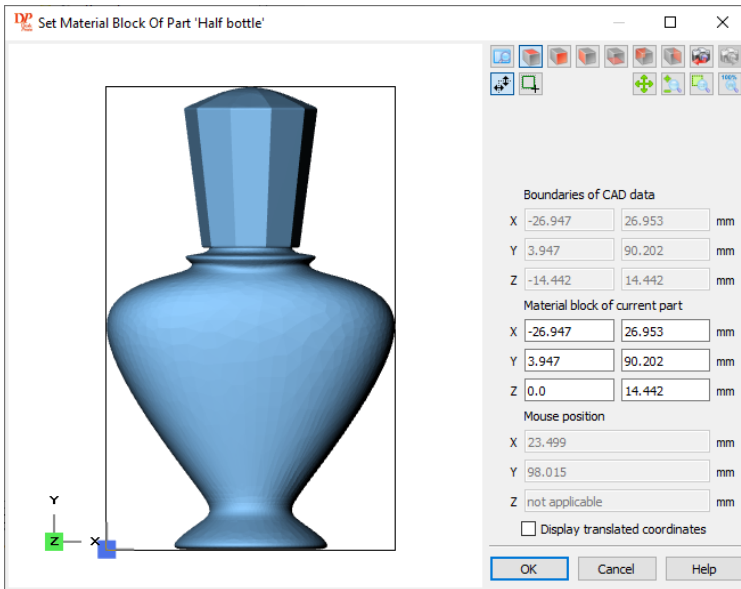 Set Material Block Of Part 'Half bottle'
100%
Boundaries of CAD data
X -26.947 26.953 mm
Y 3.947 90.202 mm
Z -14.442 14.442 mm
Material block of current part
X -26.947 26.953 mm
Y 3.947 90.202 mm
Z 0.0 14.442 mm
Mouse position
X 23.499 mm
Y 98.015 mm
Z not applicable mm
Display translated coordinates
OK Cancel Help
Y
Z X